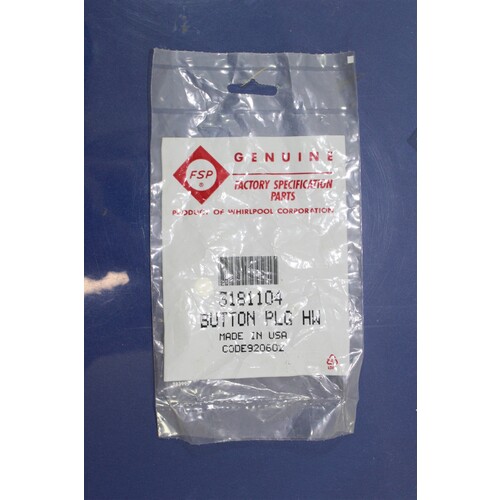 GENUINE
FSP
®
FACTORY SPECIFICATION
PARTS
PRODUCT OF WHIRLPOOL CORPORATION
3181104
BUTTON PLG HW
MADE IN USA
CODE920602